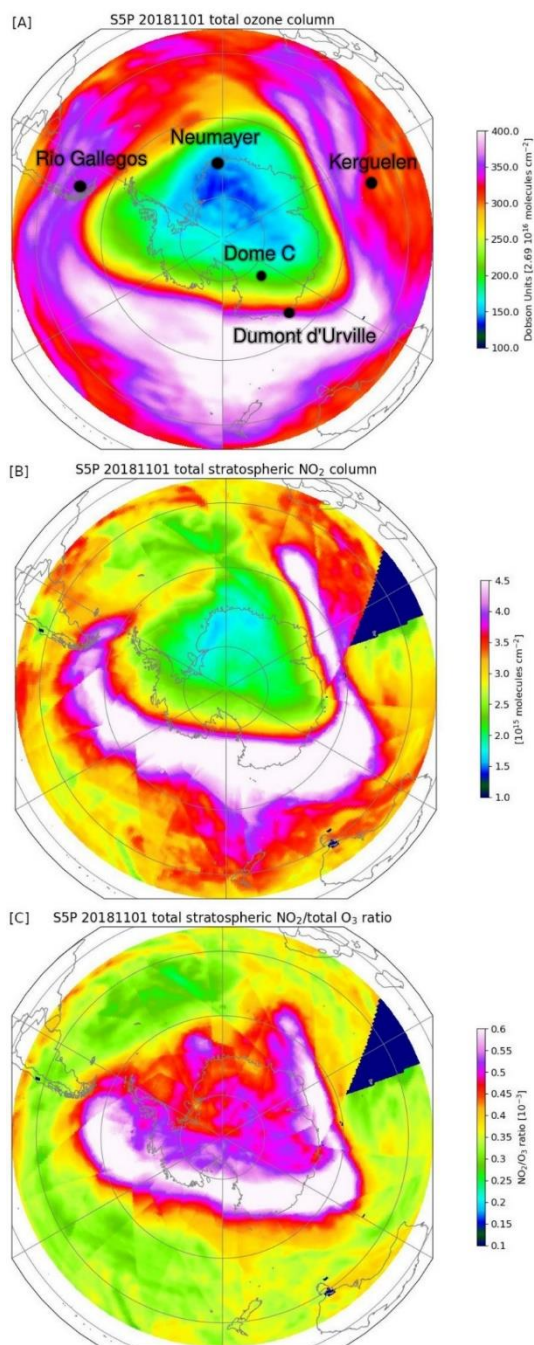 [A] S5P 20181101 total ozone column
Neumayer
Rio Gallegos
Kerguelen
Dome C
Dumont d'Urville
400.0
350.0
300.0
250.0
200.0
150.0
100.0
Dobson Units [2.69 10¹⁶ molecules cm⁻²]
[B] S5P 20181101 total stratospheric NO₂ column
4.5
4.0
3.5
3.0
2.5
2.0
1.5
1.0
[10¹⁵ molecules cm⁻²]
[C] S5P 20181101 total stratospheric NO₂/total O₃ ratio
0.6
0.55
0.5
0.45
0.4
0.35
0.3
0.25
0.2
0.15
0.1
NO₂/O₃ ratio [10⁻³]